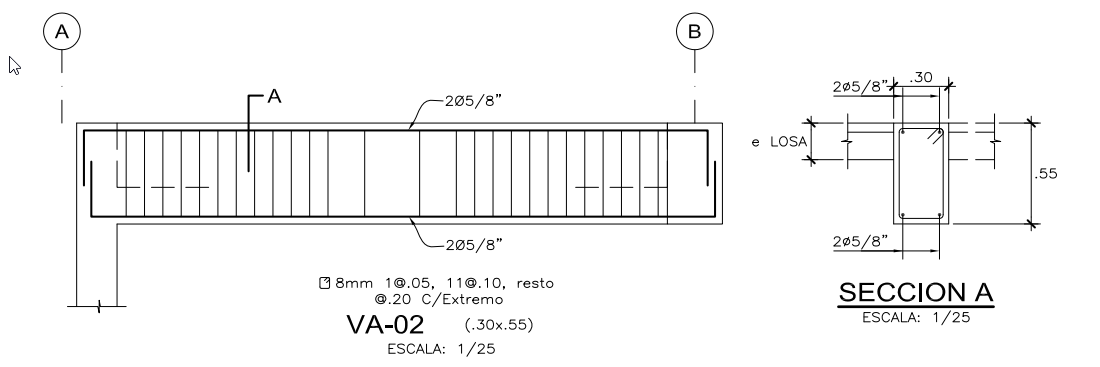 A
B
A
2Ø5/8"
2Ø5/8"
8mm 1@.05, 11@.10, resto
@.20 C/Extremo
VA-02 (.30x.55)
ESCALA: 1/25
.30
2ø5/8"
e LOSA
.55
2ø5/8"
SECCION A
ESCALA: 1/25